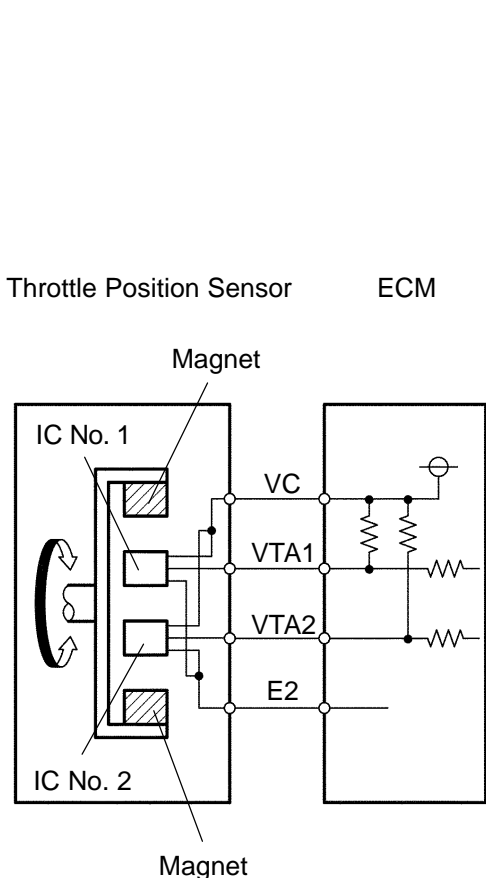 Throttle Position Sensor
ECM
Magnet
IC No. 1
VC
VTA1
VTA2
E2
IC No. 2
Magnet